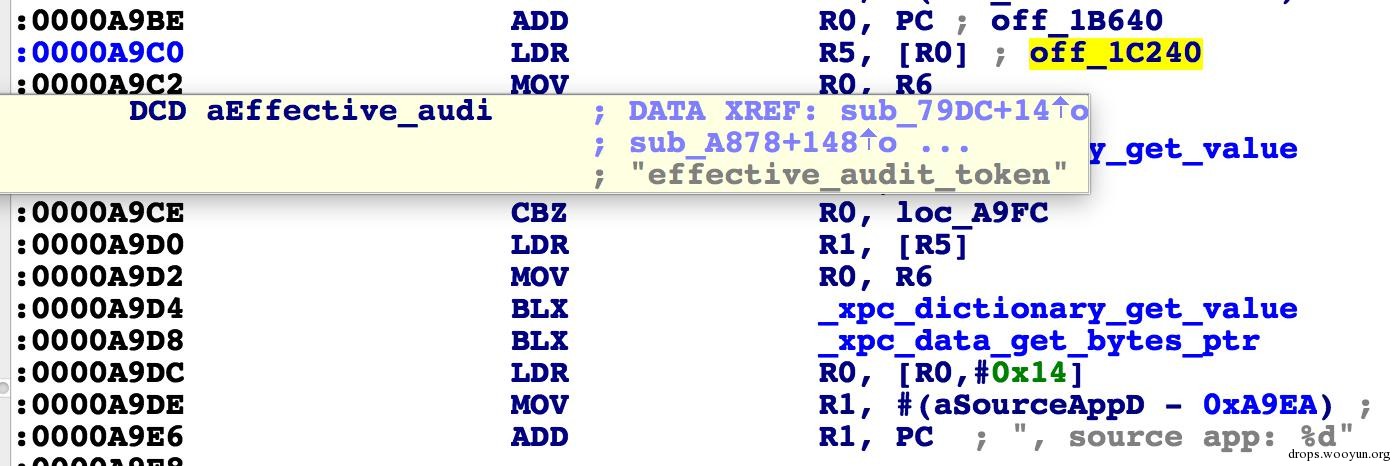 :0000A9BE ADD R0, PC ; off_1B640
:0000A9C0 LDR R5, [R0] ; off_1C240
:0000A9C2 MOV R0, R6
DCD aEffective_audi ; DATA XREF: sub_79DC+14↑o
; sub_A878+148↑o ...
y_get_value
; "effective_audit_token"
:0000A9CE CBZ R0, loc_A9FC
:0000A9D0 LDR R1, [R5]
:0000A9D2 MOV R0, R6
:0000A9D4 BLX _xpc_dictionary_get_value
:0000A9D8 BLX _xpc_data_get_bytes_ptr
:0000A9DC LDR R0, [R0,#0x14]
:0000A9DE MOV R1, #(aSourceAppD - 0xA9EA) ;
:0000A9E6 ADD R1, PC ; ", source app: %d"
drops.wooyun.org